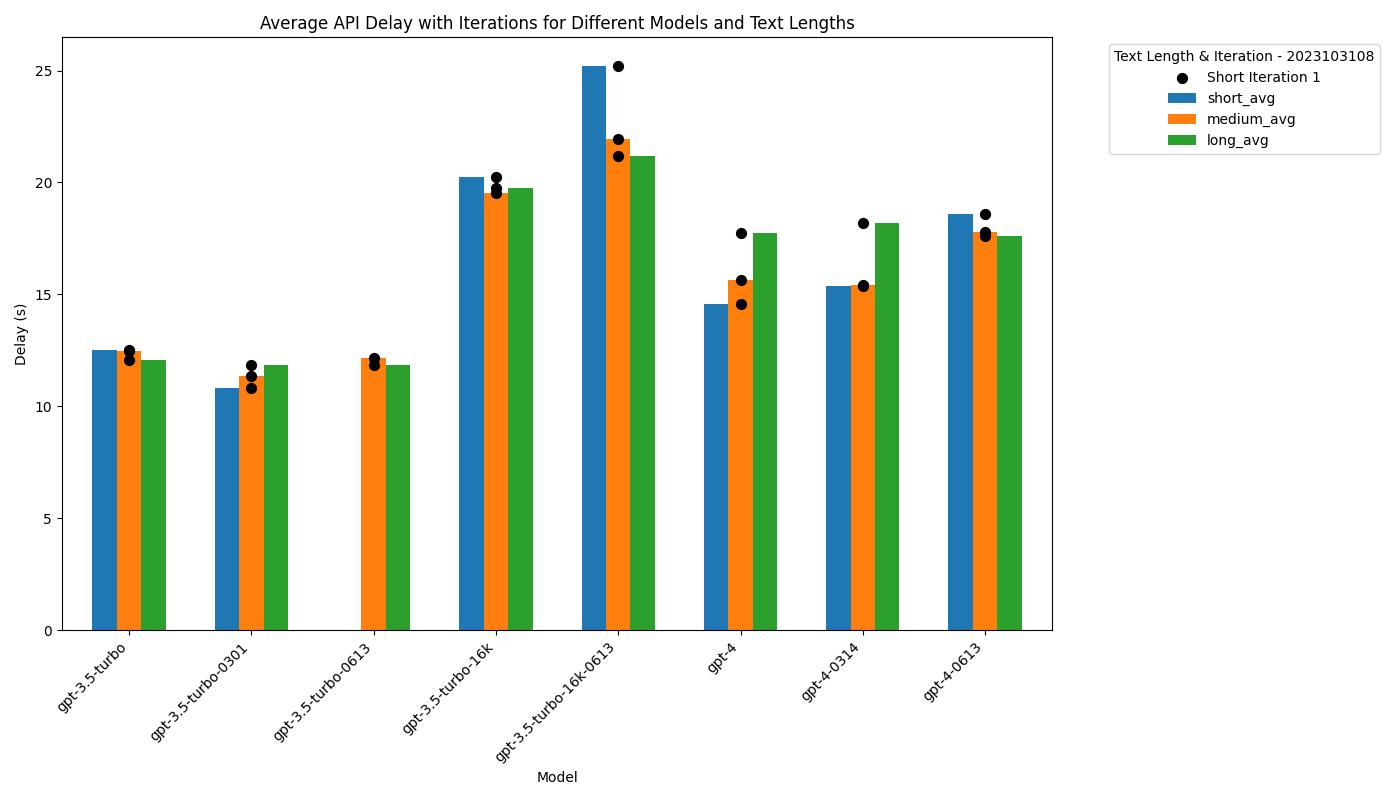 Average API Delay with Iterations for Different Models and Text Lengths
Text Length & Iteration - 2023103108
Short Iteration 1
short_avg
medium_avg
long_avg
Delay (s)
25
20
15
10
5
0
gpt-3.5-turbo
gpt-3.5-turbo-0301
gpt-3.5-turbo-0613
gpt-3.5-turbo-16k
gpt-3.5-turbo-16k-0613
gpt-4
gpt-4-0314
gpt-4-0613
Model